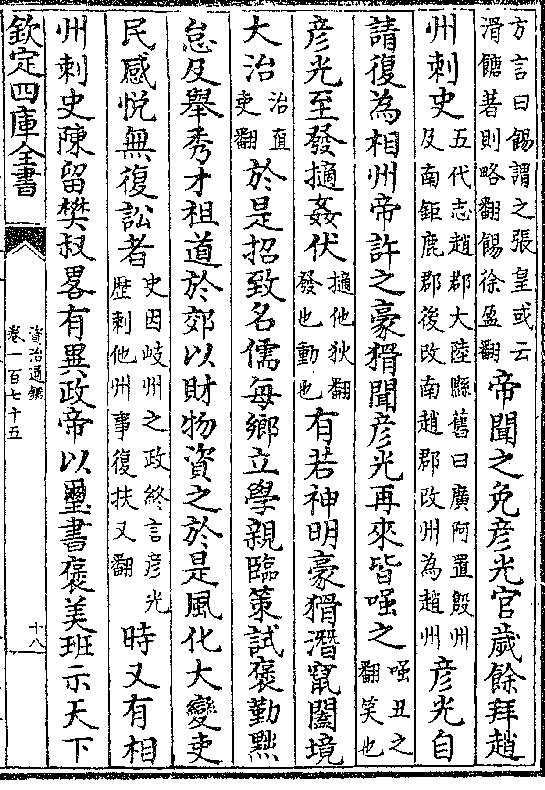 方言曰餳謂之張皇或云
滑餹著則略翻餳徐盈翻
帝聞之免彥光官歲餘拜趙
州刺史
五代志趙郡大陸縣舊曰廣阿置殷州
及南鉅鹿郡後改南趙郡改州為趙州
彥光自
請復為相州帝許之豪猾聞彥光再來皆嗤之
嗤丑之
翻笑也
彥光至發擿姦伏
擿他狄翻
發也動也
有若神明豪猾潛竄闔境
大治
治直
吏翻
於是招致名儒每鄉立學親臨策試褒勤黜
怠及舉秀才祖道於郊以財物資之於是風化大變吏
民感悅無復訟者
史因岐州之政終言彥光
歷刺他州事復扶又翻
時又有相
州刺史陳留樊叔畧有異政帝以璽書褒美班示天下
欽定四庫全書
資治通鑑
卷一百七十五
十八